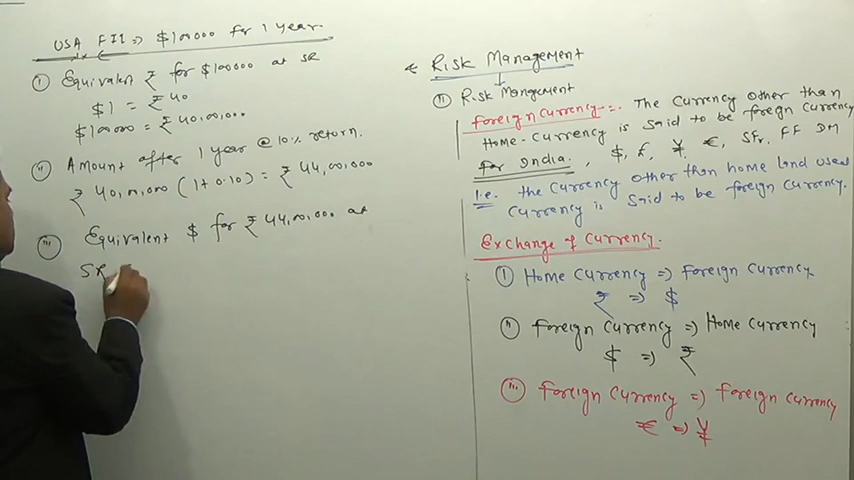 USA FII => $100000 for 1 year.
(i) Equivalen ₹ for $100000 at SR
$1 = ₹40
$100000 = ₹40,00,000
(ii) Amount after 1 year @ 10% return.
₹40,00,000 (1+0.10) = ₹44,00,000
(iii) Equivalent $ for ₹44,00,000 at
SR
Risk Management
(ii) Risk Mangement
foreign Currency :- The Currency other than
Home-Currency is said to be foreign Currency
for India. , $, £, ¥, €, SFr, FF DM
i.e. the Currency other than home land used
Currency is said to be foreign Currency.
Exchange of Currency.
(i) Home Currency => Foreign Currency
₹ => $
(ii) foreign Currency => Home Currency
$ => ₹
(iii) foreign Currency => foreign Currency
€ => ¥